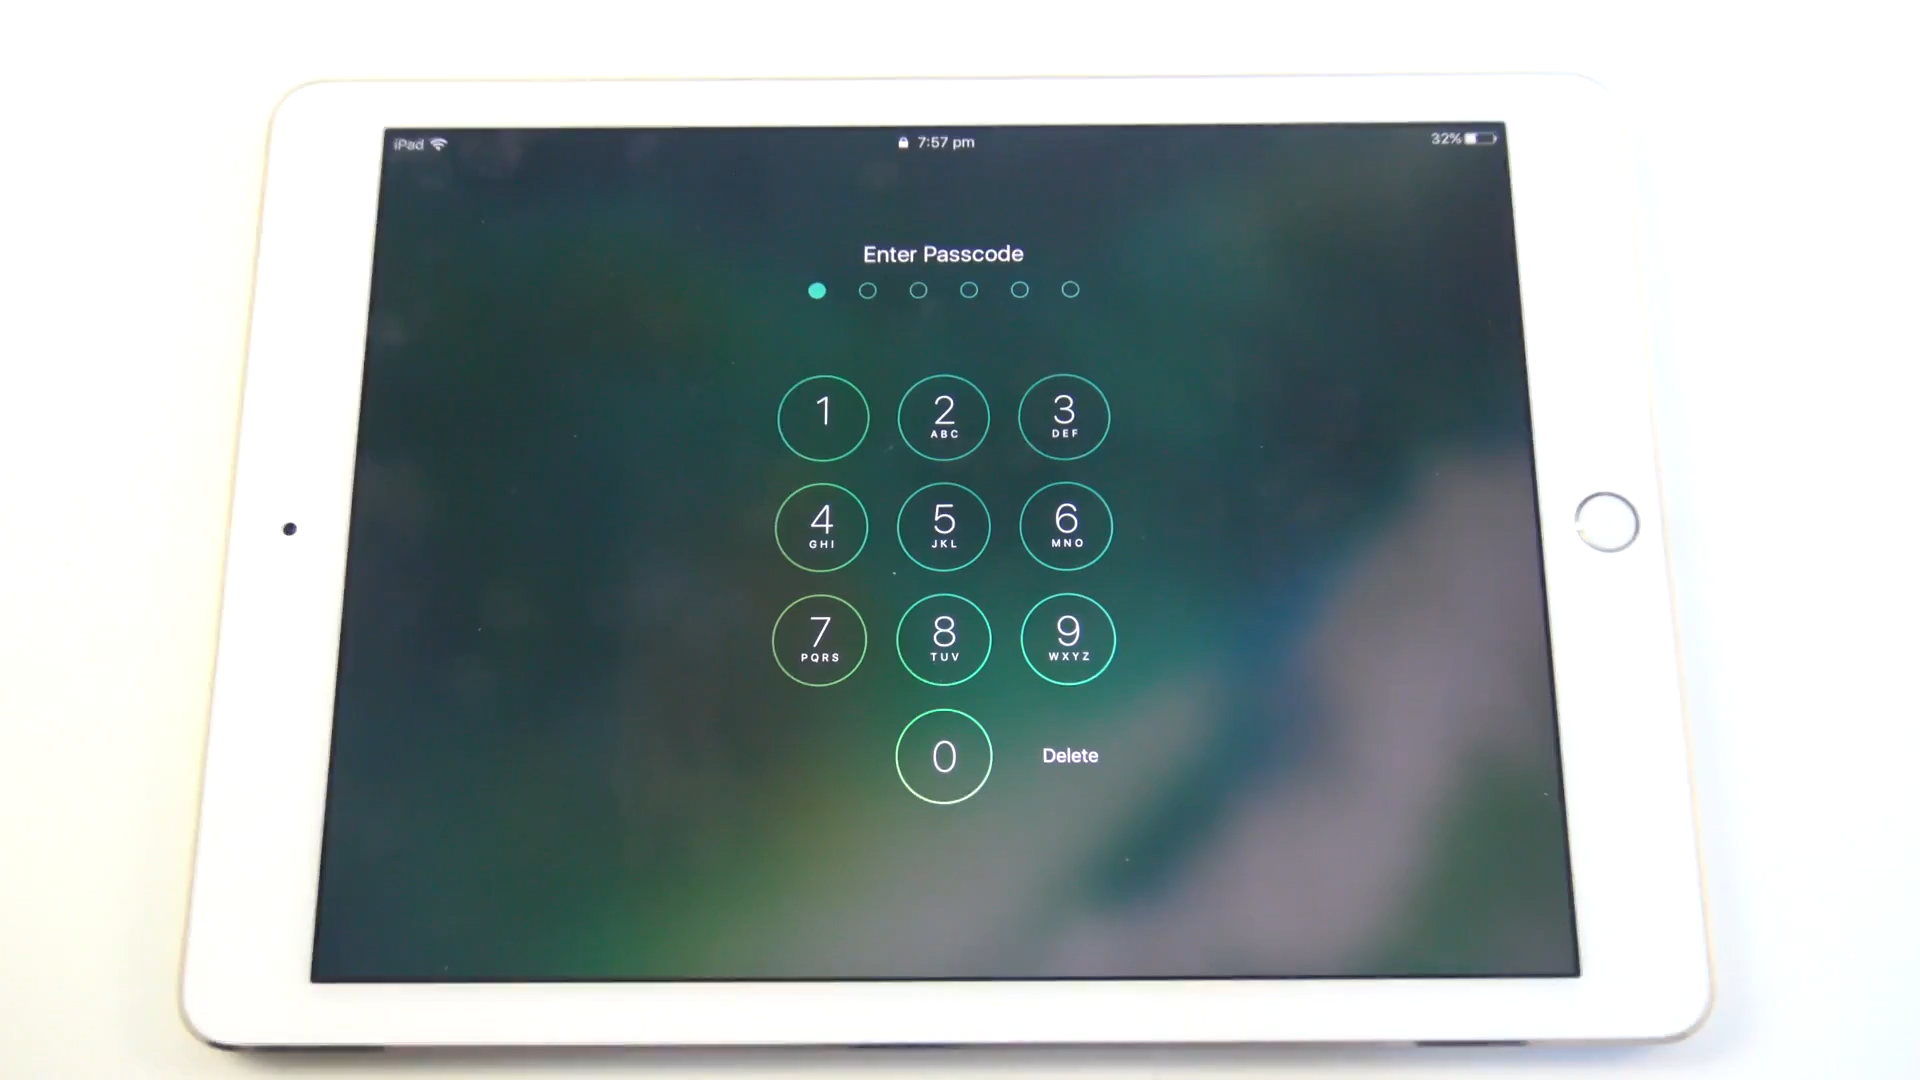 iPad 7:57 pm 32%
Enter Passcode
1 2 3
ABC DEF
4 5 6
GHI JKL MNO
7 8 9
PQRS TUV WXYZ
0 Delete